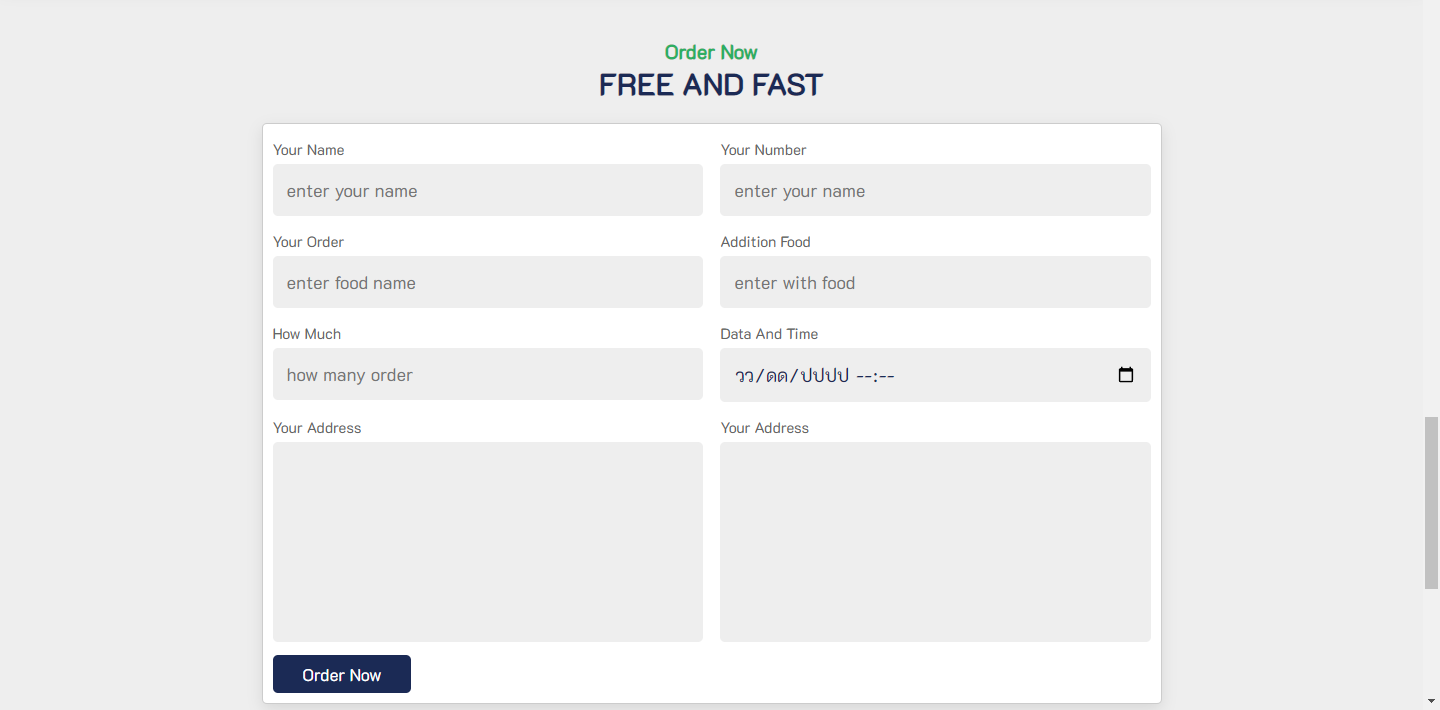 Order Now
FREE AND FAST
Your Name
Your Number
enter your name
enter your name
Your Order
Addition Food
enter food name
enter with food
How Much
Data And Time
how many order
วว/ดด/ปปปป --:--
Your Address
Your Address
Order Now